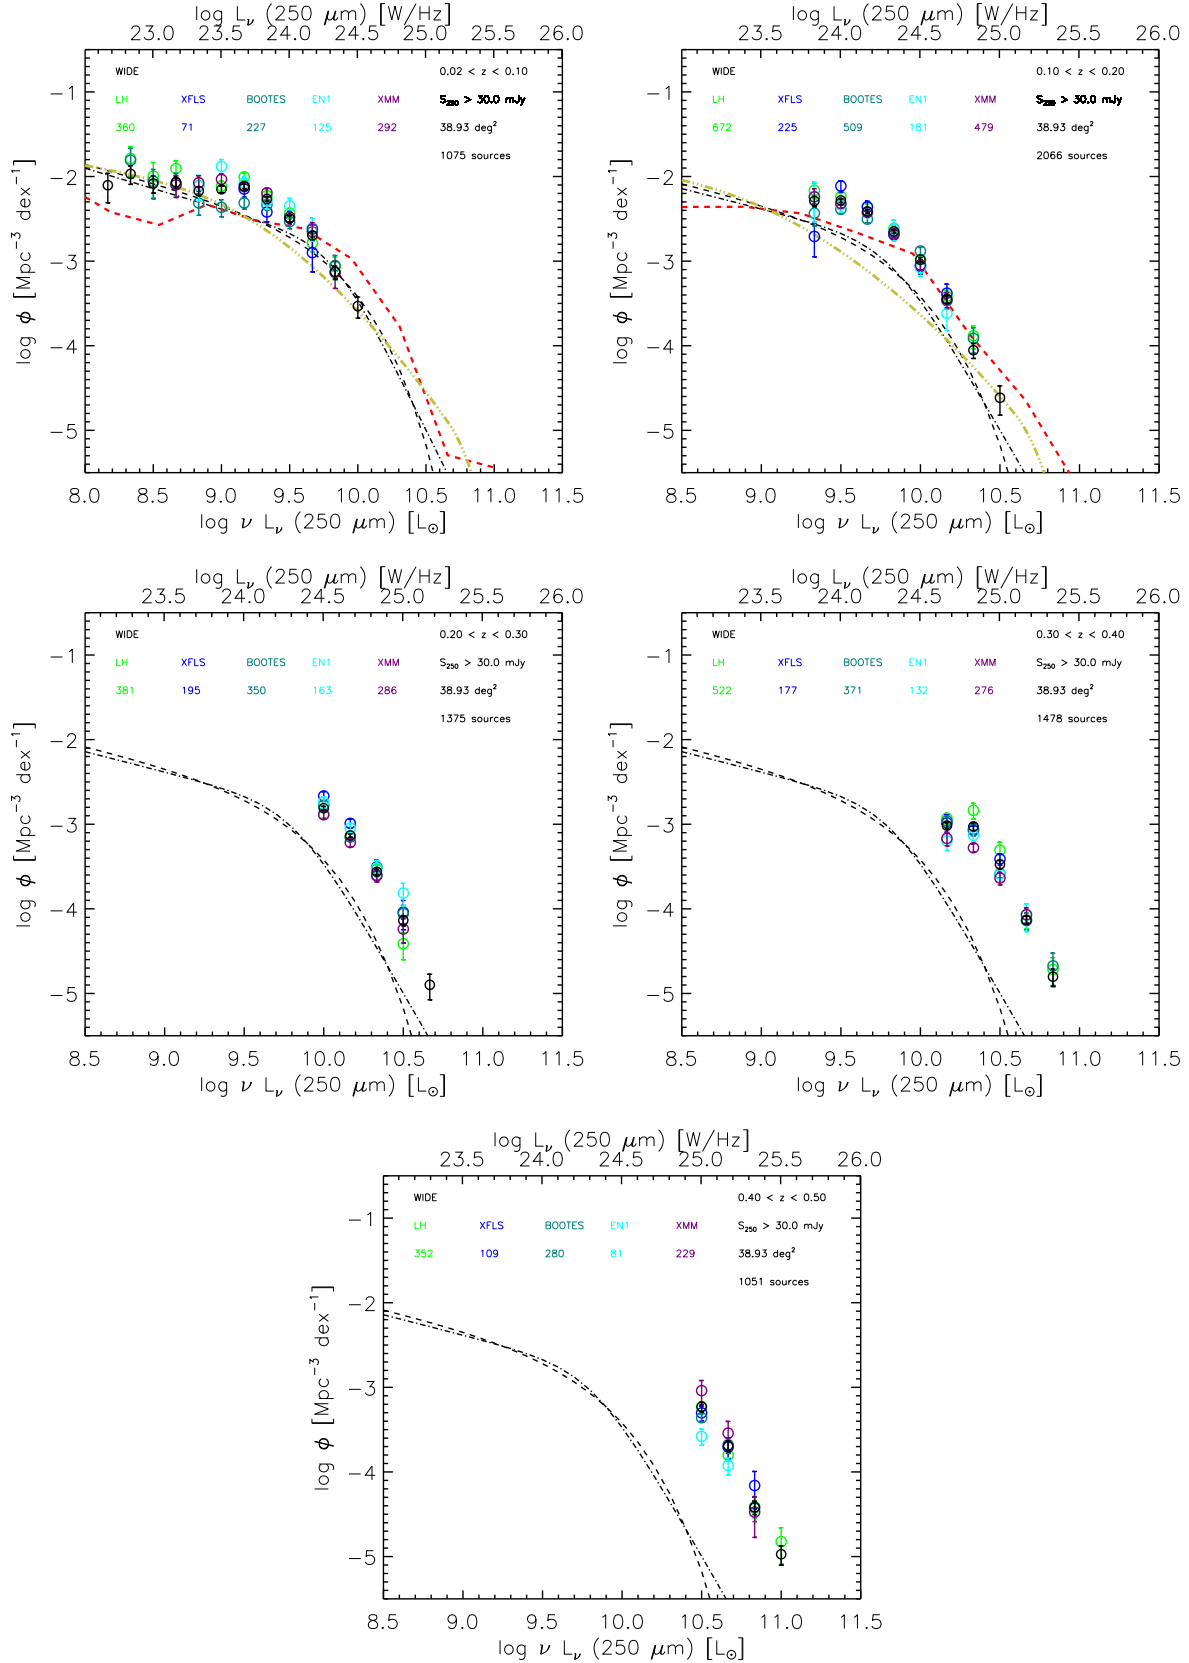 log Lν (250 μm) [W/Hz]
23.0 23.5 24.0 24.5 25.0 25.5 26.0
WIDE 0.02 < z < 0.10
LH XFLS BOOTES EN1 XMM S250 > 30.0 mJy
360 71 227 125 292 38.93 deg²
1075 sources
log φ [Mpc⁻³ dex⁻¹]
−1
−2
−3
−4
−5
8.0 8.5 9.0 9.5 10.0 10.5 11.0 11.5
log ν Lν (250 μm) [L⊙]
log Lν (250 μm) [W/Hz]
23.5 24.0 24.5 25.0 25.5 26.0
WIDE 0.10 < z < 0.20
LH XFLS BOOTES EN1 XMM S250 > 30.0 mJy
672 225 509 181 479 38.93 deg²
2066 sources
log φ [Mpc⁻³ dex⁻¹]
−1
−2
−3
−4
−5
8.5 9.0 9.5 10.0 10.5 11.0 11.5
log ν Lν (250 μm) [L⊙]
log Lν (250 μm) [W/Hz]
23.5 24.0 24.5 25.0 25.5 26.0
WIDE 0.20 < z < 0.30
LH XFLS BOOTES EN1 XMM S250 > 30.0 mJy
381 195 350 163 286 38.93 deg²
1375 sources
log φ [Mpc⁻³ dex⁻¹]
−1
−2
−3
−4
−5
8.5 9.0 9.5 10.0 10.5 11.0 11.5
log ν Lν (250 μm) [L⊙]
log Lν (250 μm) [W/Hz]
23.5 24.0 24.5 25.0 25.5 26.0
WIDE 0.30 < z < 0.40
LH XFLS BOOTES EN1 XMM S250 > 30.0 mJy
522 177 371 132 276 38.93 deg²
1478 sources
log φ [Mpc⁻³ dex⁻¹]
−1
−2
−3
−4
−5
8.5 9.0 9.5 10.0 10.5 11.0 11.5
log ν Lν (250 μm) [L⊙]
log Lν (250 μm) [W/Hz]
23.5 24.0 24.5 25.0 25.5 26.0
WIDE 0.40 < z < 0.50
LH XFLS BOOTES EN1 XMM S250 > 30.0 mJy
352 109 280 81 229 38.93 deg²
1051 sources
log φ [Mpc⁻³ dex⁻¹]
−1
−2
−3
−4
−5
8.5 9.0 9.5 10.0 10.5 11.0 11.5
log ν Lν (250 μm) [L⊙]